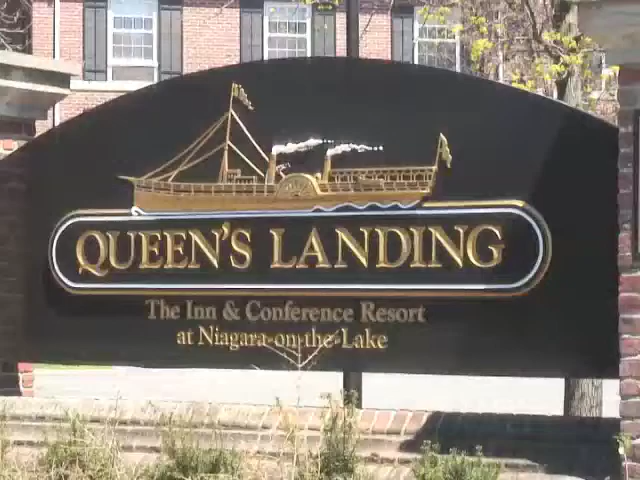 QUEEN'S LANDING
The Inn & Conference Resort
at Niagara-on-the-Lake